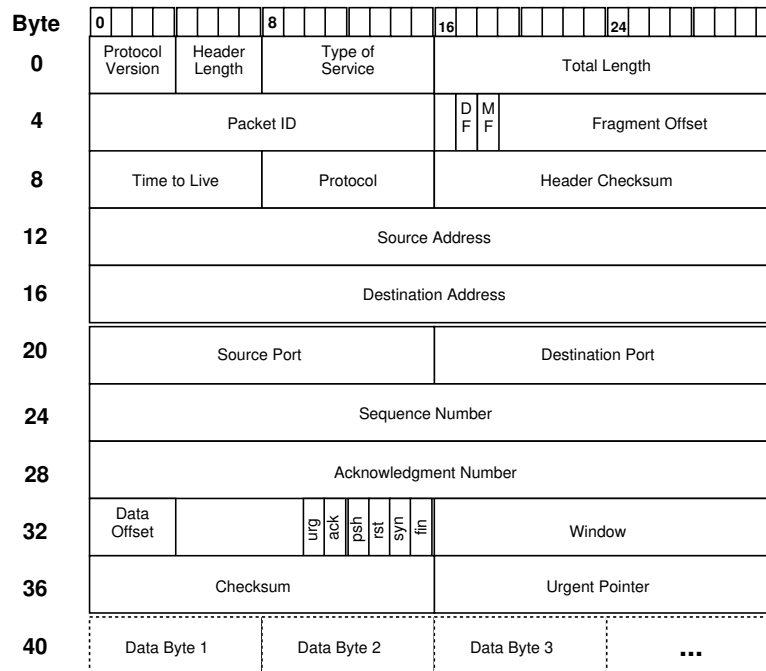 Byte
0 8 16 24
0
Protocol
Version
Header
Length
Type of
Service
Total Length
4
Packet ID
D
F
M
F
Fragment Offset
8
Time to Live
Protocol
Header Checksum
12
Source Address
16
Destination Address
20
Source Port
Destination Port
24
Sequence Number
28
Acknowledgment Number
32
Data
Offset
urg
ack
psh
rst
syn
fin
Window
36
Checksum
Urgent Pointer
40
Data Byte 1
Data Byte 2
Data Byte 3
...